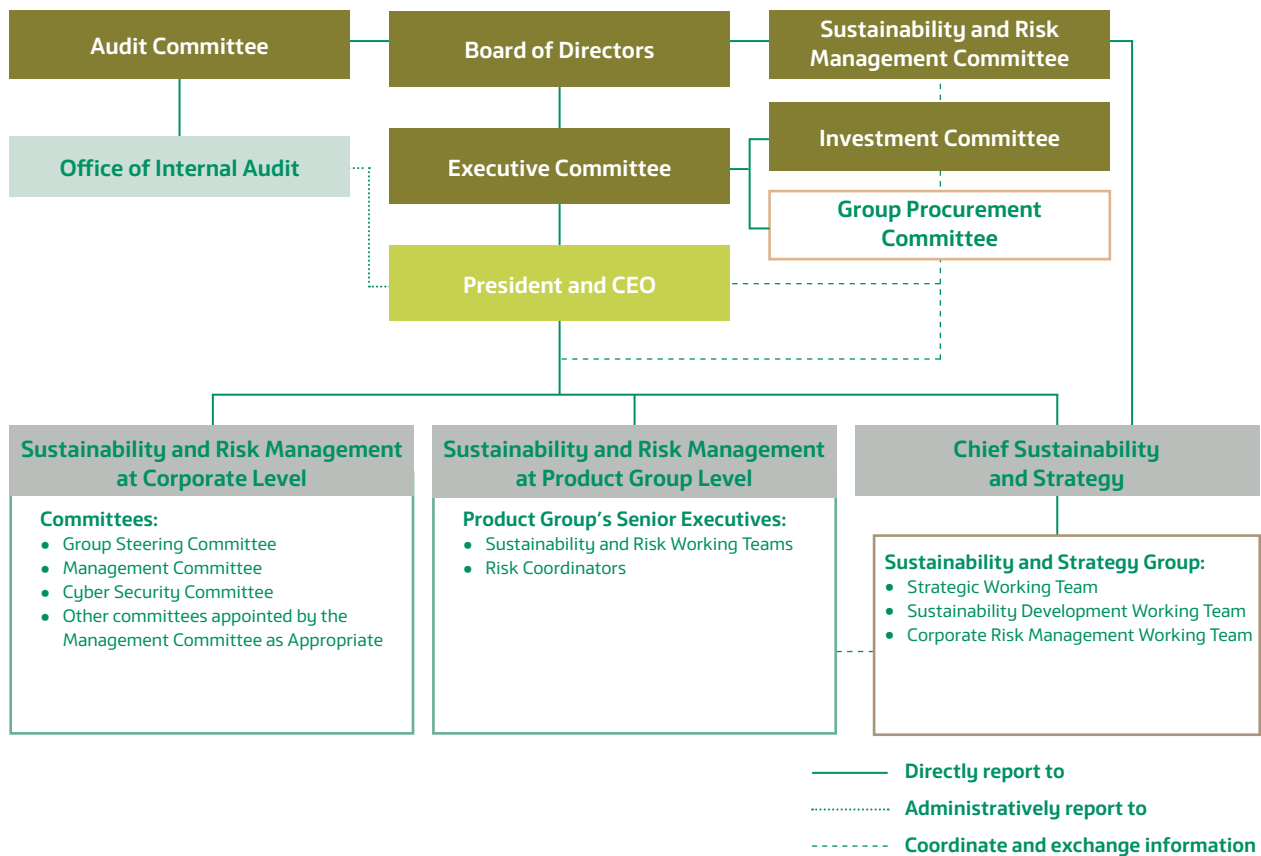 Audit Committee
Board of Directors
Sustainability and Risk
Management Committee
Office of Internal Audit
Executive Committee
Investment Committee
Group Procurement
Committee
President and CEO
Sustainability and Risk Management
at Corporate Level
Committees:
• Group Steering Committee
• Management Committee
• Cyber Security Committee
• Other committees appointed by the
Management Committee as Appropriate
Sustainability and Risk Management
at Product Group Level
Product Group's Senior Executives:
• Sustainability and Risk Working Teams
• Risk Coordinators
Chief Sustainability
and Strategy
Sustainability and Strategy Group:
• Strategic Working Team
• Sustainability Development Working Team
• Corporate Risk Management Working Team
Directly report to
Administratively report to
Coordinate and exchange information